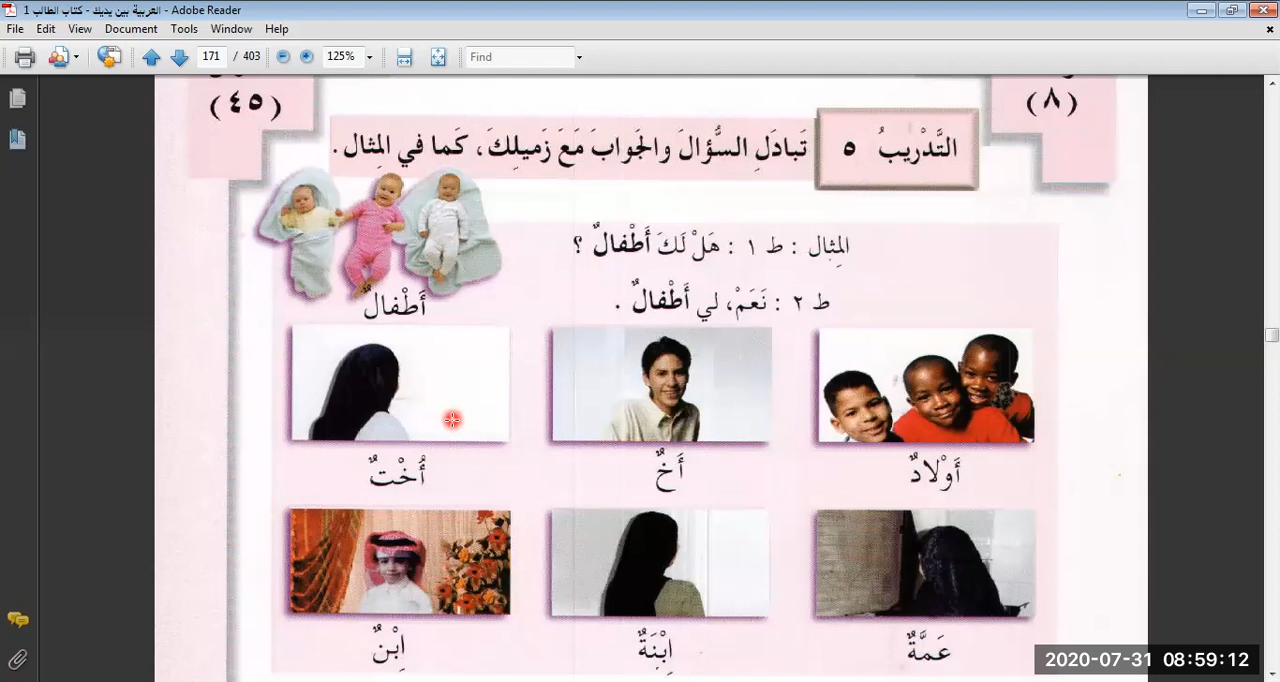 العربية بين يديك - كتاب الطالب 1 - Adobe Reader
File Edit View Document Tools Window Help
171 / 403 125% Find
(٨) (٤٥)
التَّدْريبُ ٥ تَبادَلِ السُّؤالَ والجَوابَ مَعَ زَميلِكَ، كَما في المِثال .
المِثال : ط ١ : هَلْ لَكَ أَطْفالٌ ؟
ط ٢ : نَعَمْ، لي أَطْفالٌ .
أَطْفالٌ
أَوْلادٌ أَخٌ أُخْتٌ
عَمَّةٌ اِبْنَةٌ اِبْنٌ
2020-07-31 08:59:12